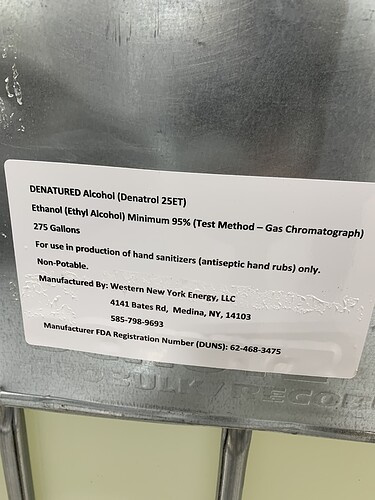 DENATURED Alcohol (Denatrol 25ET)
Ethanol (Ethyl Alcohol) Minimum 95% (Test Method – Gas Chromatograph)
275 Gallons
For use in production of hand sanitizers (antiseptic hand rubs) only.
Non-Potable.
Manufactured By: Western New York Energy, LLC
4141 Bates Rd, Medina, NY, 14103
585-798-9693
Manufacturer FDA Registration Number (DUNS): 62-468-3475